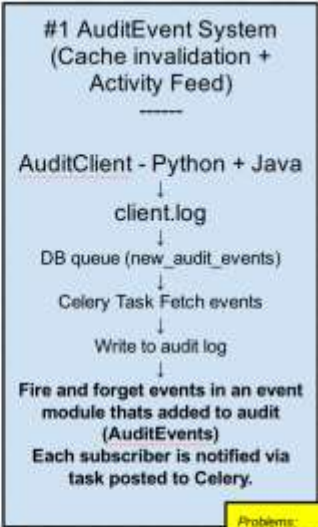 #1 AuditEvent System
(Cache invalidation +
Activity Feed)
------
AuditClient - Python + Java
↓
client.log
↓
DB queue (new_audit_events)
↓
Celery Task Fetch events
↓
Write to audit log
↓
Fire and forget events in an event
module thats added to audit
(AuditEvents)
Each subscriber is notified via
task posted to Celery.
Problems: